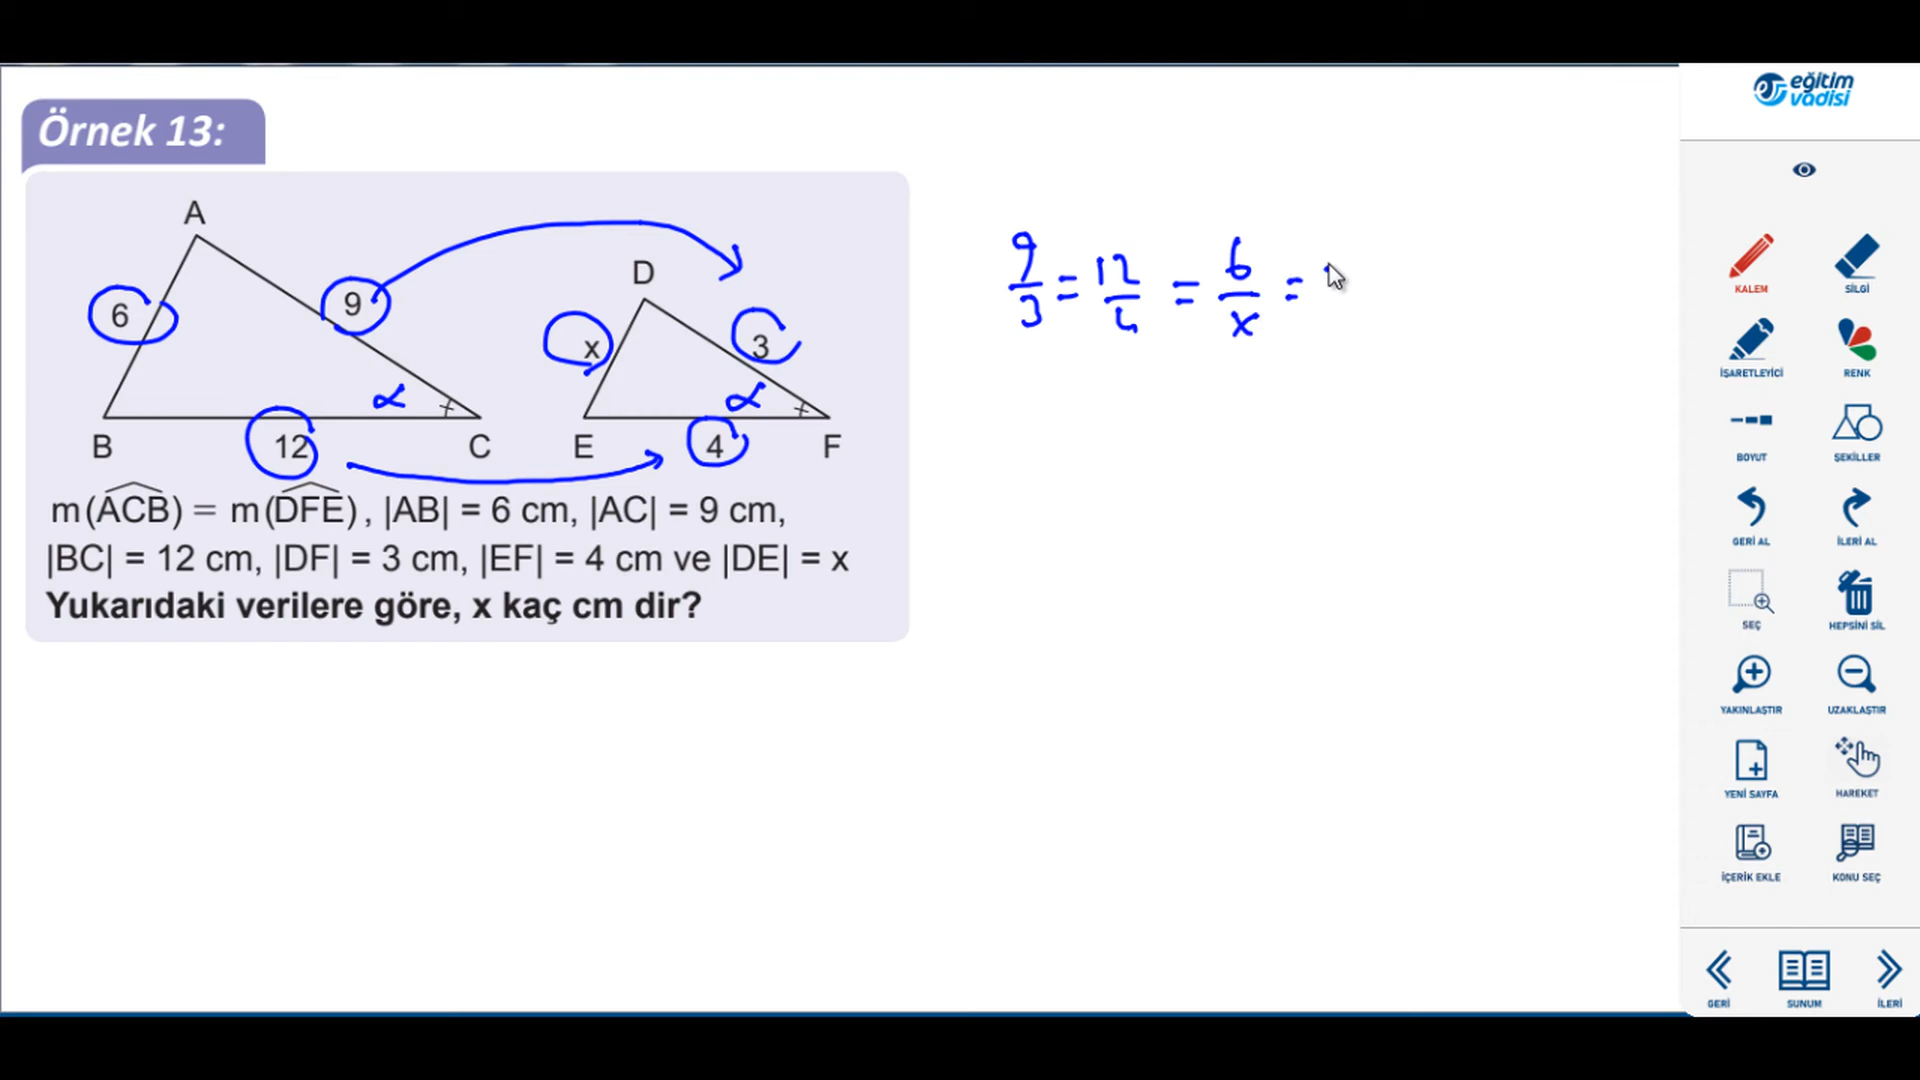 eğitim
vadisi
Örnek 13:
A
6
9
D
x
3
α
α
B
12
C
E
4
F
m(ACB) = m(DFE), |AB| = 6 cm, |AC| = 9 cm,
|BC| = 12 cm, |DF| = 3 cm, |EF| = 4 cm ve |DE| = x
Yukarıdaki verilere göre, x kaç cm dir?
9/3 = 12/4 = 6/x =
KALEM
SİLGİ
İŞARETLEYİCİ
RENK
BOYUT
ŞEKİLLER
GERİ AL
İLERİ AL
SEÇ
HEPSİNİ SİL
YAKINLAŞTIR
UZAKLAŞTIR
YENİ SAYFA
HAREKET
İÇERİK EKLE
KONU SEÇ
GERİ
SUNUM
İLERİ